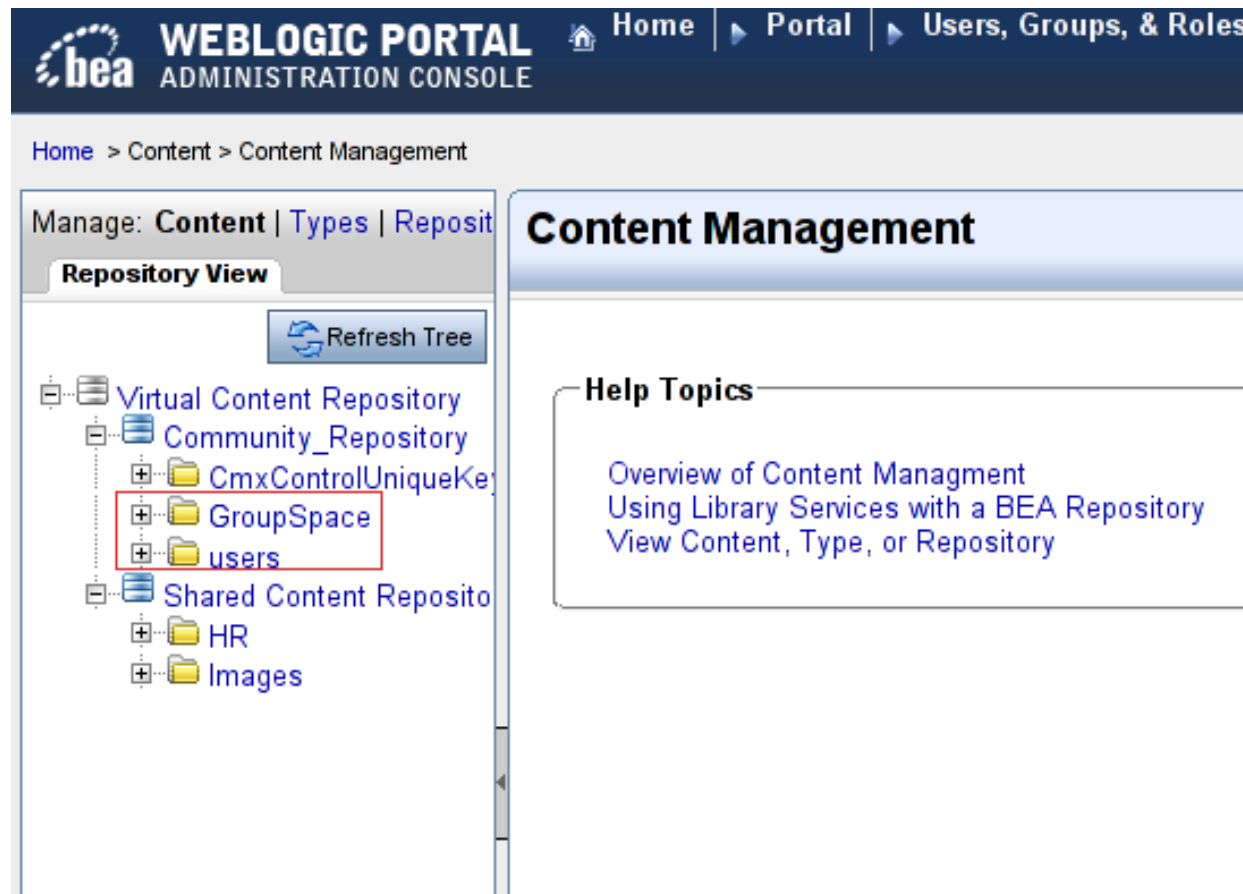 bea WEBLOGIC PORTAL
ADMINISTRATION CONSOLE
Home | Portal | Users, Groups, & Roles
Home > Content > Content Management
Manage: Content | Types | Reposit
Repository View
Refresh Tree
Virtual Content Repository
Community_Repository
CmxControlUniqueKey
GroupSpace
users
Shared Content Reposito
HR
Images
Content Management
Help Topics
Overview of Content Managment
Using Library Services with a BEA Repository
View Content, Type, or Repository